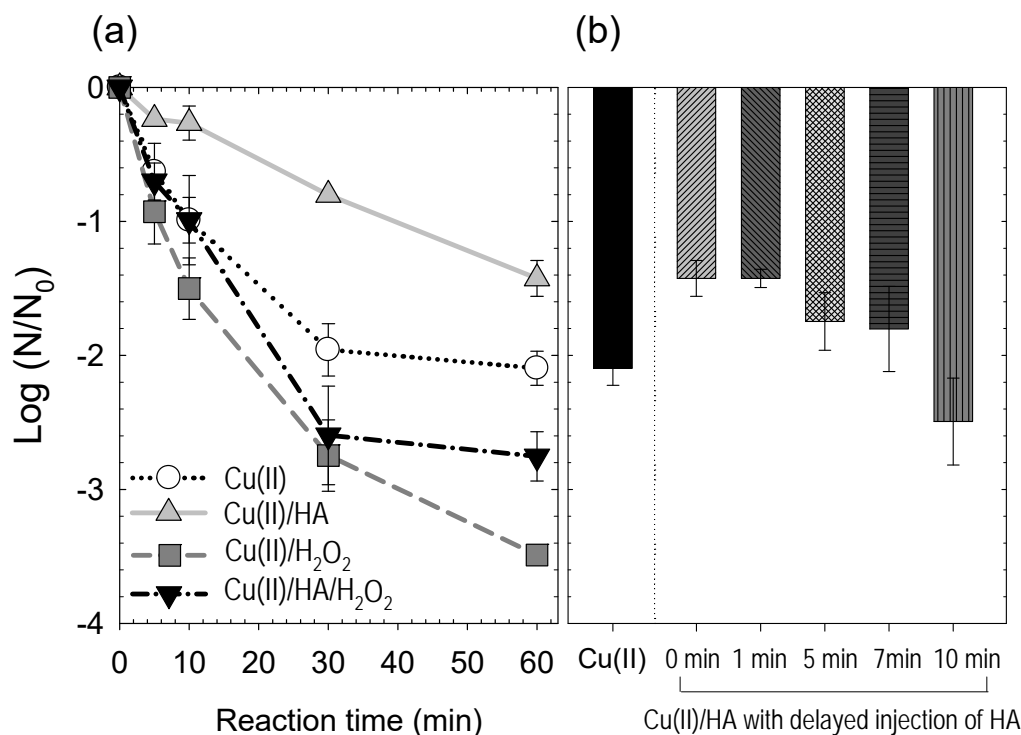 (a)
(b)
Log (N/N₀)
0
-1
-2
-3
-4
Cu(II)
Cu(II)/HA
Cu(II)/H₂O₂
Cu(II)/HA/H₂O₂
0 10 20 30 40 50 60
Reaction time (min)
Cu(II) 0 min 1 min 5 min 7min 10 min
Cu(II)/HA with delayed injection of HA